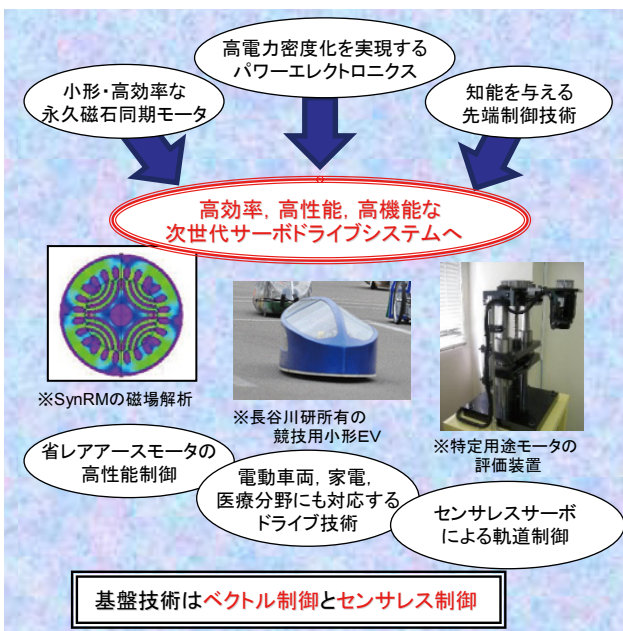 高電力密度化を実現する
パワーエレクトロニクス
小形・高効率な
永久磁石同期モータ
知能を与える
先端制御技術
高効率，高性能，高機能な
次世代サーボドライブシステムへ
※SynRMの磁場解析
※長谷川研所有の
競技用小形EV
※特定用途モータの
評価装置
省レアアースモータの
高性能制御
電動車両，家電，
医療分野にも対応する
ドライブ技術
センサレスサーボ
による軌道制御
基盤技術はベクトル制御とセンサレス制御